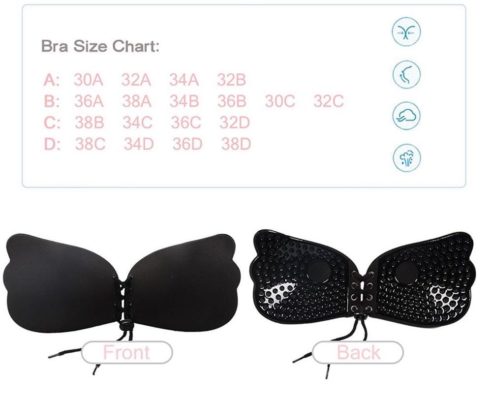 Bra Size Chart:
A: 30A 32A 34A 32B
B: 36A 38A 34B 36B 30C 32C
C: 38B 34C 36C 32D
D: 38C 34D 36D 38D
Front
Back